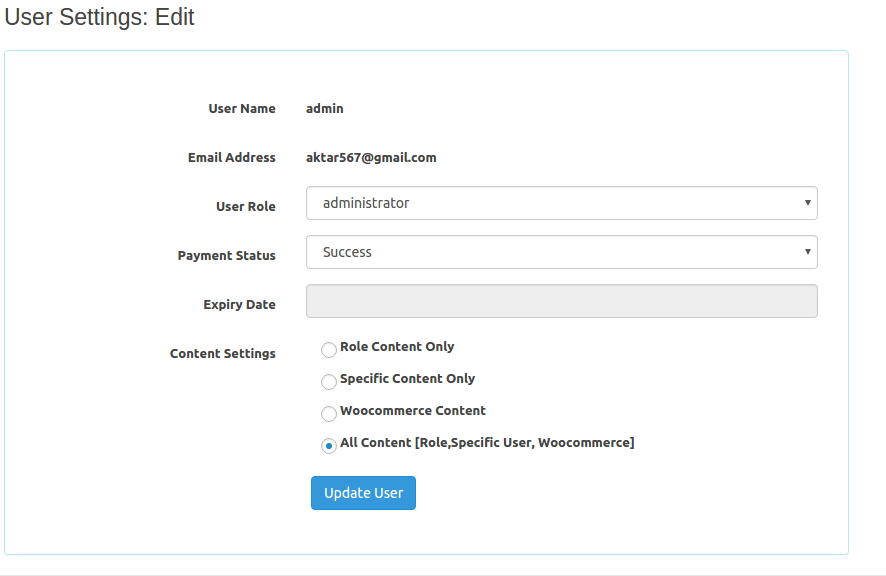 User Settings: Edit
User Name admin
Email Address aktar567@gmail.com
User Role administrator
Payment Status Success
Expiry Date
Content Settings Role Content Only
Specific Content Only
Woocommerce Content
All Content [Role,Specific User, Woocommerce]
Update User